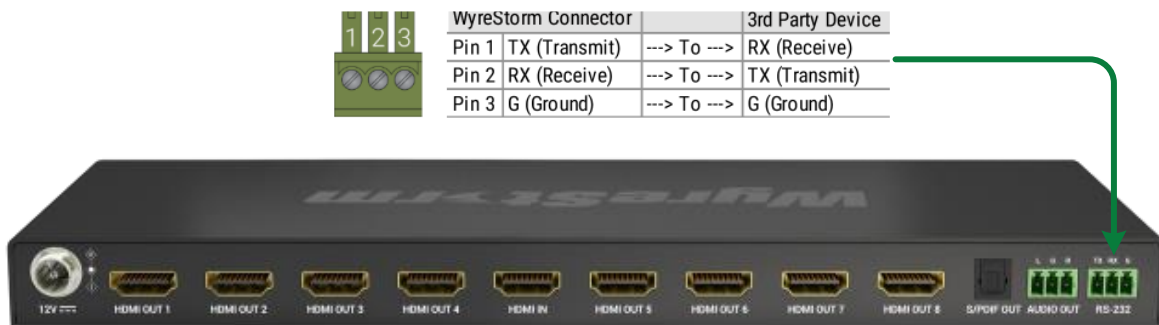 WyreStorm Connector 3rd Party Device
1 2 3
Pin 1 TX (Transmit) ---> To ---> RX (Receive)
Pin 2 RX (Receive) ---> To ---> TX (Transmit)
Pin 3 G (Ground) ---> To ---> G (Ground)
WyreStorm
L G R TX RX G
12V HDMI OUT 1 HDMI OUT 2 HDMI OUT 3 HDMI OUT 4 HDMI IN HDMI OUT 5 HDMI OUT 6 HDMI OUT 7 HDMI OUT 8 S/PDIF OUT AUDIO OUT RS-232